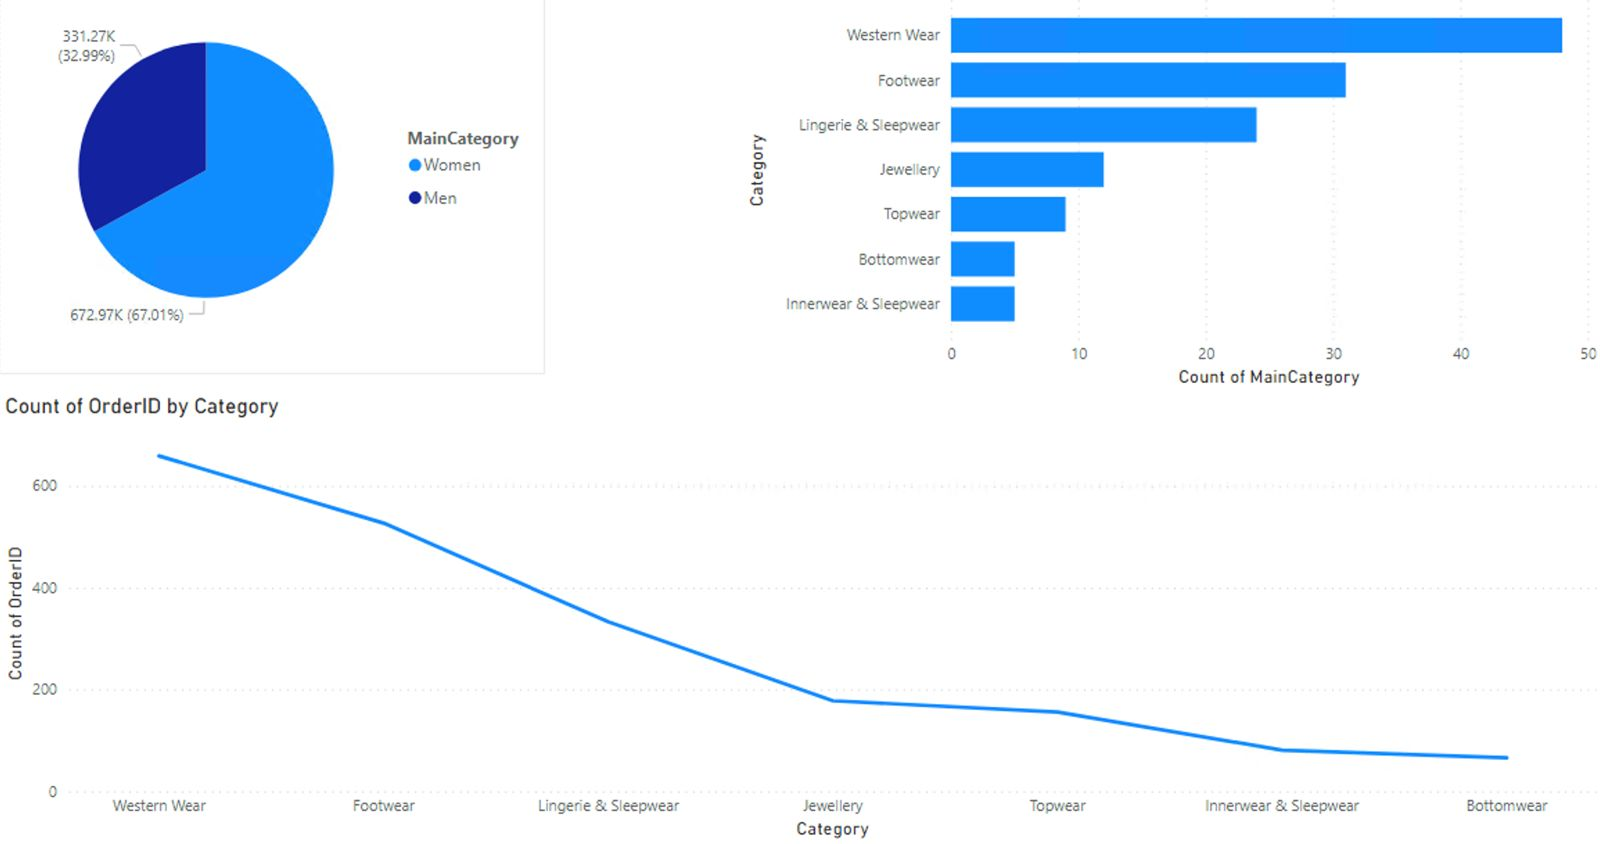 331.27K
(32.99%)
672.97K (67.01%)
MainCategory
Women
Men
Category
Western Wear
Footwear
Lingerie & Sleepwear
Jewellery
Topwear
Bottomwear
Innerwear & Sleepwear
0 10 20 30 40 50
Count of MainCategory
Count of OrderID by Category
Count of OrderID
600
400
200
0
Western Wear Footwear Lingerie & Sleepwear Jewellery Topwear Innerwear & Sleepwear Bottomwear
Category